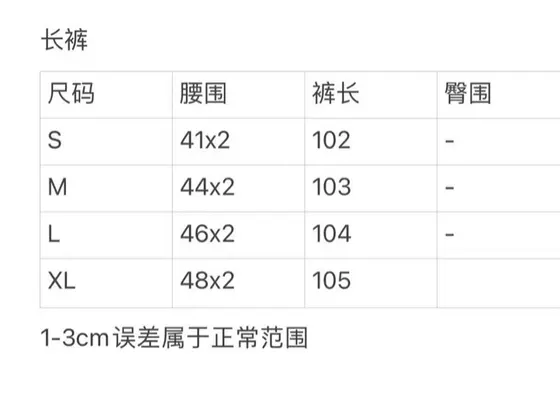 长裤
尺码 腰围 裤长 臀围
S 41x2 102 -
M 44x2 103 -
L 46x2 104 -
XL 48x2 105
1-3cm误差属于正常范围